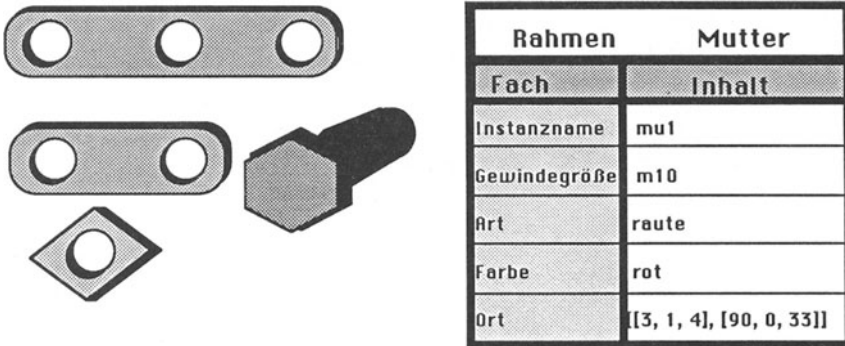 Rahmen Mutter
Fach Inhalt
Instanzname mu1
Gewindegröße m10
Art raute
Farbe rot
Ort [[3, 1, 4], [90, 0, 33]]